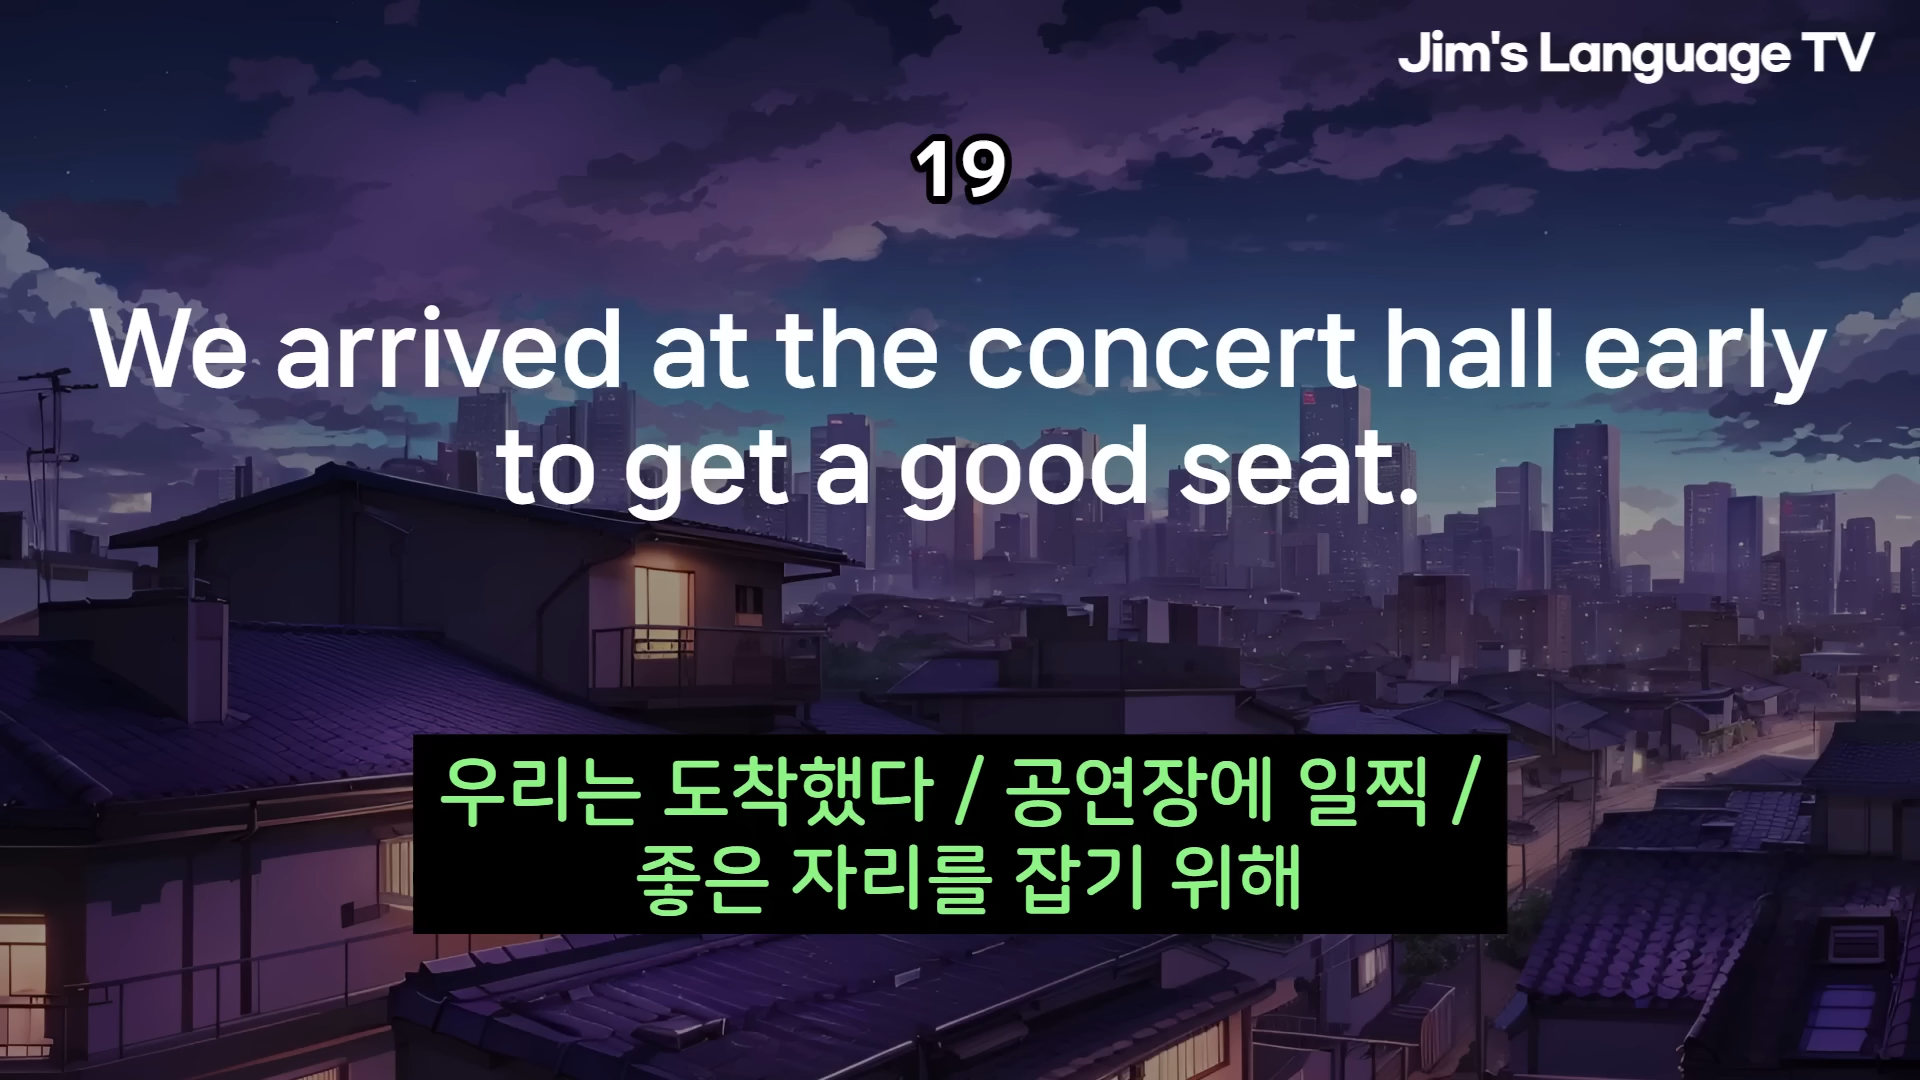 Jim's Language TV
19
We arrived at the concert hall early
to get a good seat.
우리는 도착했다 / 공연장에 일찍 /
좋은 자리를 잡기 위해